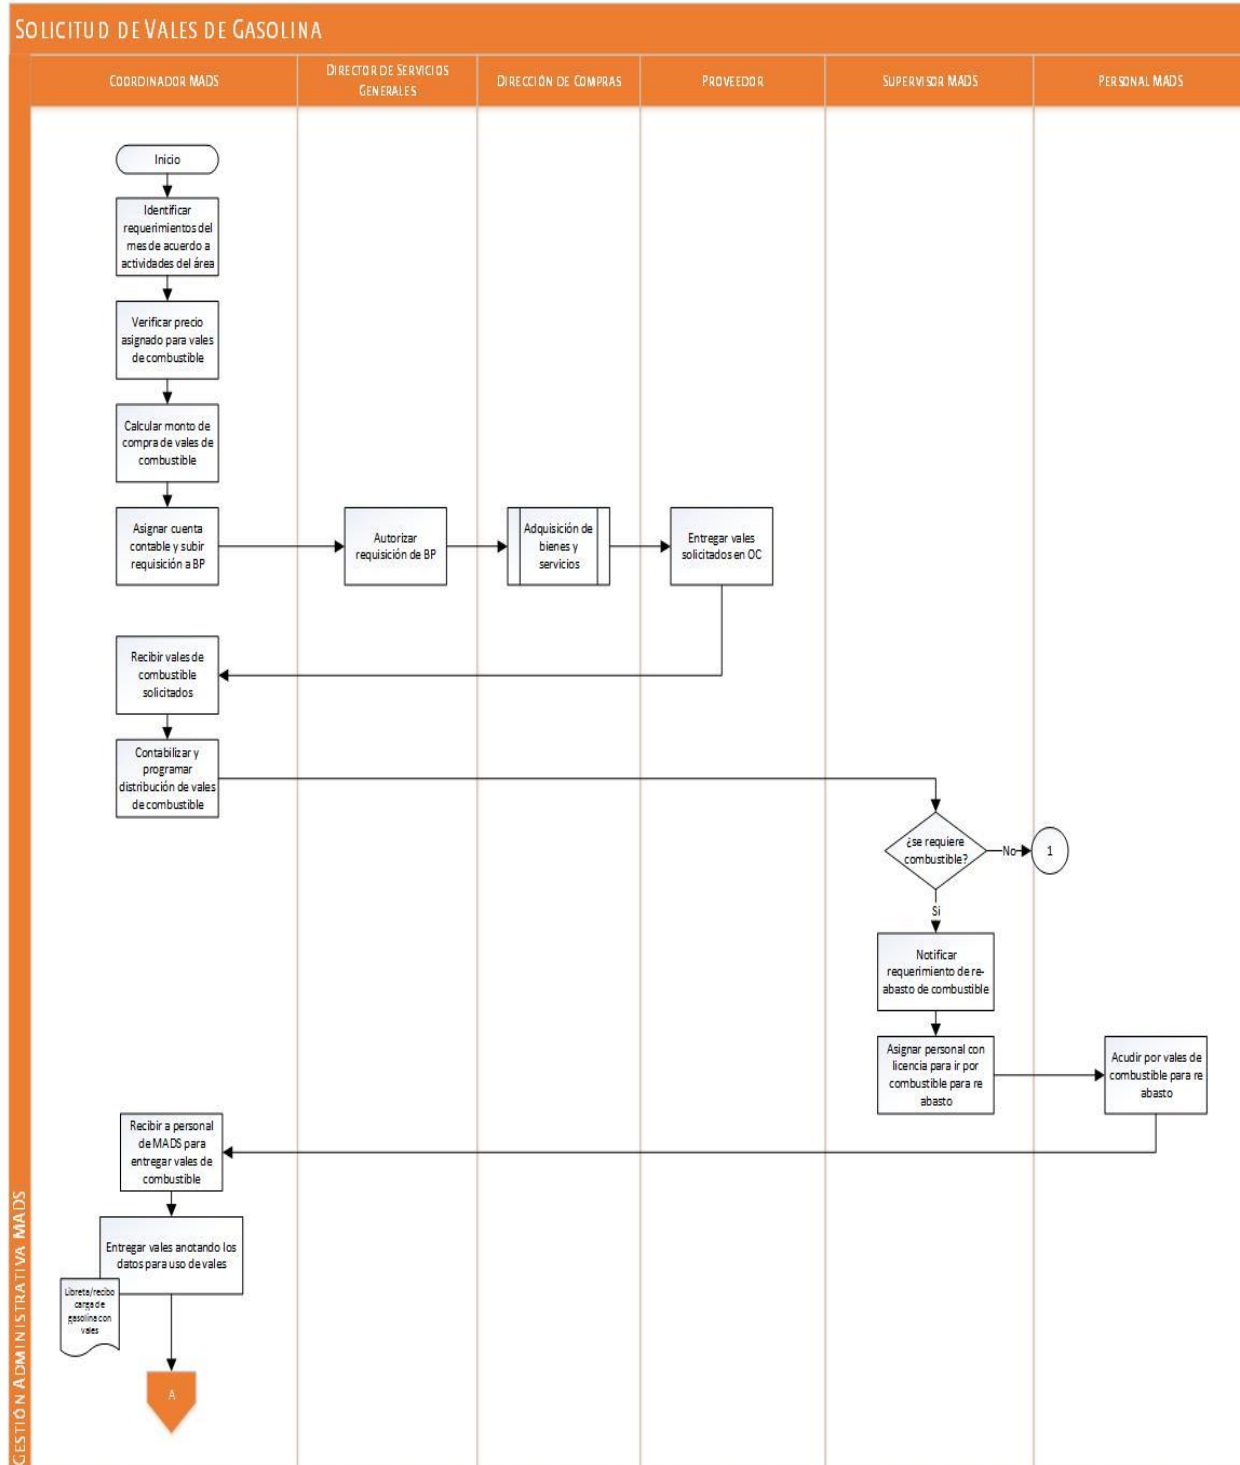 SOLICITUD DE VALES DE GASOLINA
COORDINADOR MADS
DIRECTOR DE SERVICIOS
GENERALES
DIRECCIÓN DE COMPRAS
PROVEEDOR
SUPERVISOR MADS
PERSONAL MADS
Inicio
Identificar
requerimientos del
mes de acuerdo a
actividades del área
Verificar precio
asignado para vales
de combustible
Calcular monto de
compra de vales de
combustible
Asignar cuenta
contable y subir
requisición a BP
Autorizar
requisición de BP
Adquisición de
bienes y
servicios
Entregar vales
solicitados en OC
Recibir vales de
combustible
solicitados
Contabilizar y
programar
distribución de vales
de combustible
¿se requiere
combustible?
No
1
Si
Notificar
requerimiento de re-
abasto de combustible
Asignar personal con
licencia para ir por
combustible para re
abasto
Acudir por vales de
combustible para re
abasto
Recibir a personal
de MADS para
entregar vales de
combustible
Entregar vales anotando los
datos para uso de vales
Libreta/recibo
carga de
gasolina con
vales
A
GESTIÓN ADMINISTRATIVA MADS